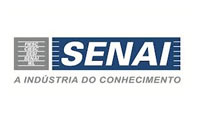 SENAI
A INDÚSTRIA DO CONHECIMENTO